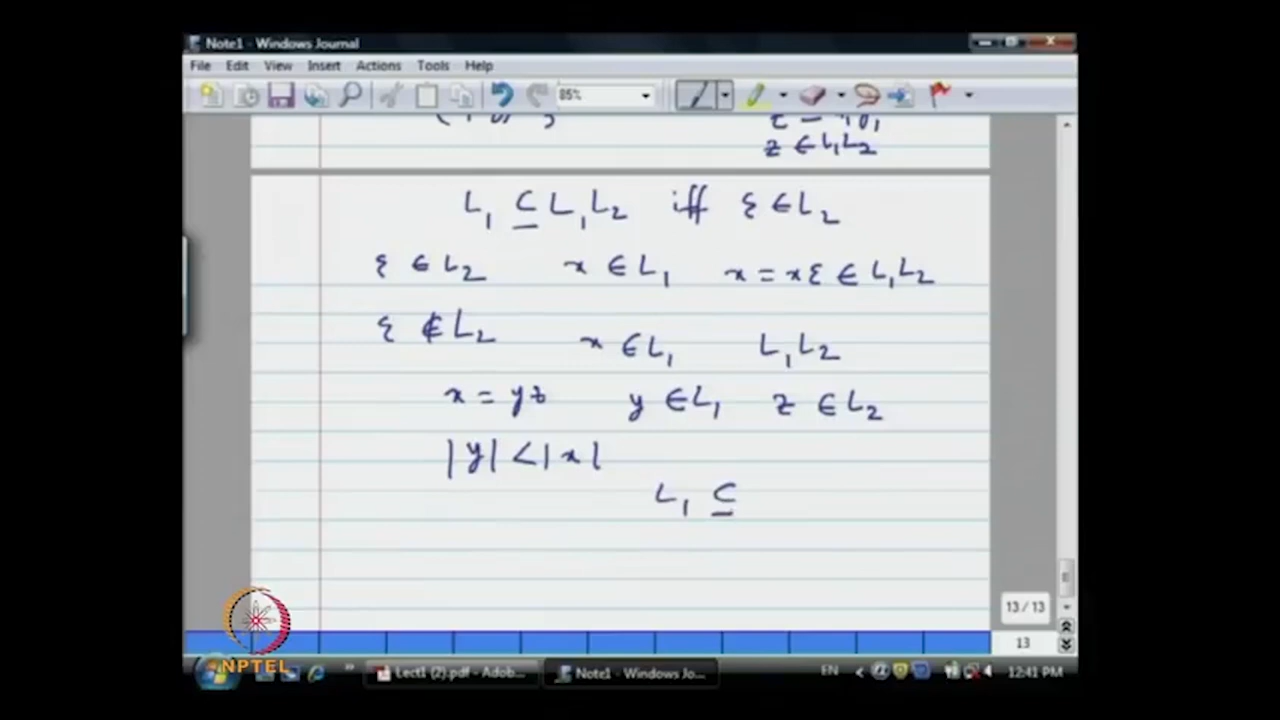 Note1 - Windows Journal
File Edit View Insert Actions Tools Help
85%
z ∈ L₁L₂
L₁ ⊆ L₁L₂ iff ε ∈ L₂
ε ∈ L₂ x ∈ L₁ x = xε ∈ L₁L₂
ε ∉ L₂ x ∈ L₁ L₁L₂
x = yz y ∈ L₁ z ∈ L₂
|y| < |x|
L₁ ⊆
13 / 13
13
NPTEL
Lect1 (2).pdf - Adob...
Note1 - Windows Jo...
EN
12:41 PM